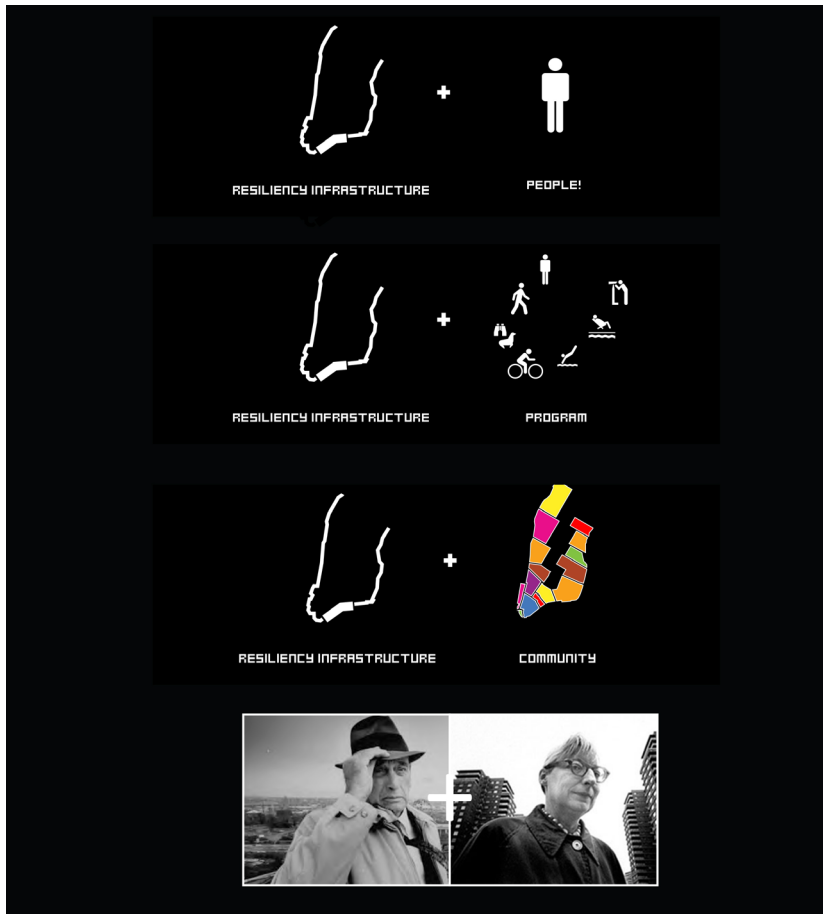 RESILIENCY INFRASTRUCTURE
PEOPLE!
RESILIENCY INFRASTRUCTURE
PROGRAM
RESILIENCY INFRASTRUCTURE
COMMUNITY